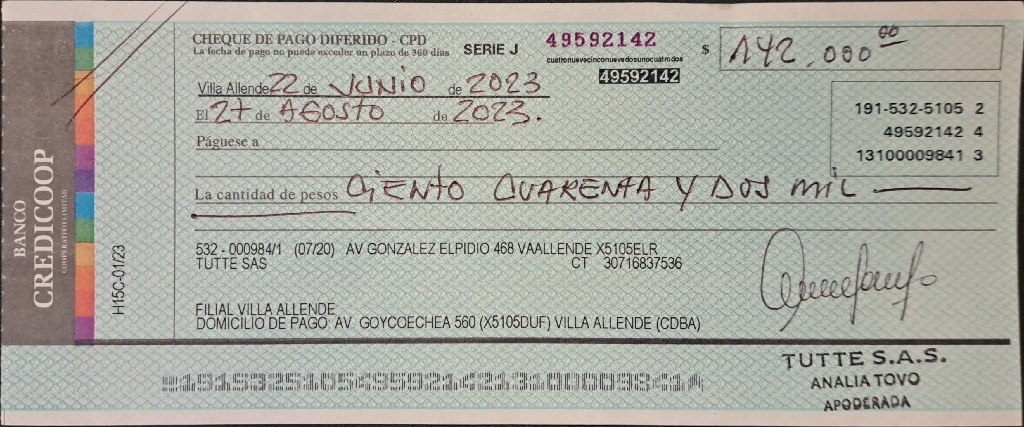 BANCO
CREDICOOP
COOPERATIVO LIMITADO
H15C-01/23
CHEQUE DE PAGO DIFERIDO - CPD
La fecha de pago no puede exceder un plazo de 360 días
SERIE J
49592142
cuatronuevecinconuevedosunocuatrodos
49592142
$ 142.000 00
Villa Allende 22 de JUNIO de 2023
El 27 de AGOSTO de 2023.
191-532-5105 2
49592142 4
13100009841 3
Páguese a
La cantidad de pesos CIENTO CUARENTA Y DOS MIL
532 - 000984/1 (07/20) AV GONZALEZ ELPIDIO 468 VAALLENDE X5105ELR
TUTTE SAS CT 30716837536
FILIAL VILLA ALLENDE
DOMICILIO DE PAGO: AV. GOYCOECHEA 560 (X5105DUF) VILLA ALLENDE (CDBA)
TUTTE S.A.S.
ANALIA TOVO
APODERADA